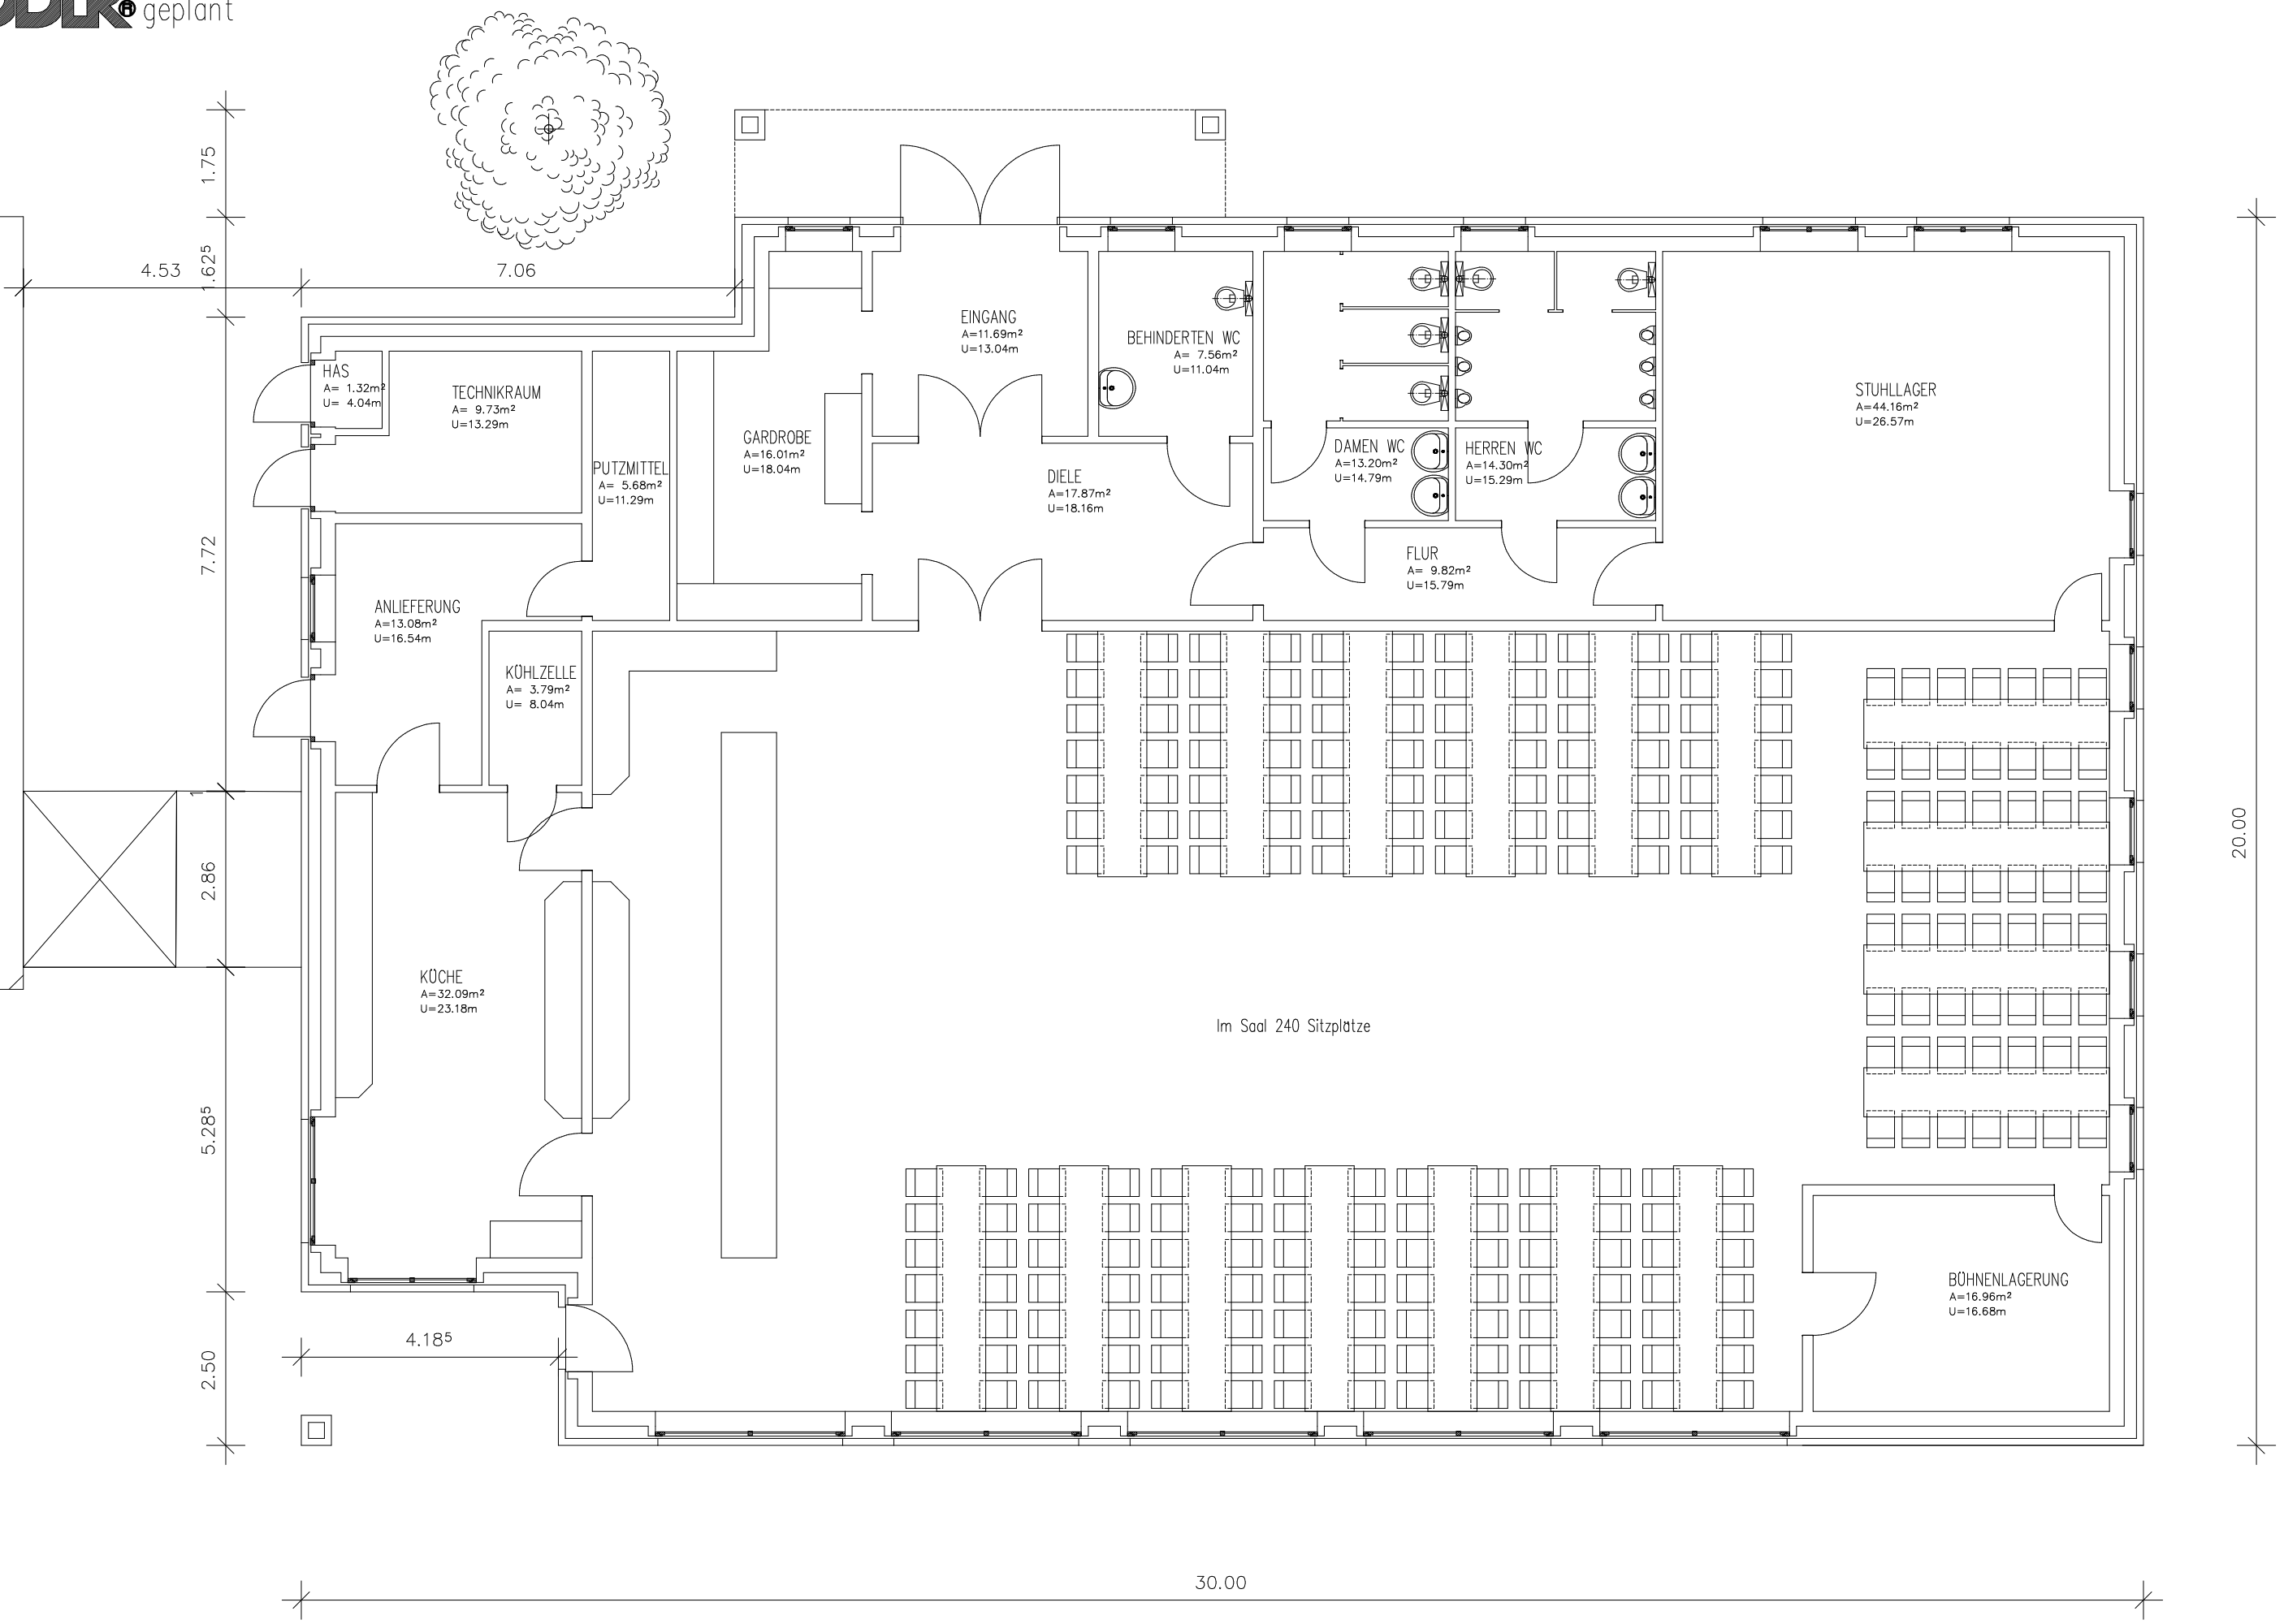 geplant
1.75
1.625
4.53
7.06
EINGANG
A=11.69m²
U=13.04m
BEHINDERTEN WC
A= 7.56m²
U=11.04m
HAS
A= 1.32m²
U= 4.04m
TECHNIKRAUM
A= 9.73m²
U=13.29m
STUHLLAGER
A=44.16m²
U=26.57m
GARDROBE
A=16.01m²
U=18.04m
DAMEN WC
A=13.20m²
U=14.79m
HERREN WC
A=14.30m²
U=15.29m
PUTZMITTEL
A= 5.68m²
U=11.29m
DIELE
A=17.87m²
U=18.16m
7.72
FLUR
A= 9.82m²
U=15.79m
ANLIEFERUNG
A=13.08m²
U=16.54m
KÜHLZELLE
A= 3.79m²
U= 8.04m
1
2.86
20.00
KÜCHE
A=32.09m²
U=23.18m
Im Saal 240 Sitzplätze
5.28⁵
BÜHNENLAGERUNG
A=16.96m²
U=16.68m
4.18⁵
2.50
30.00